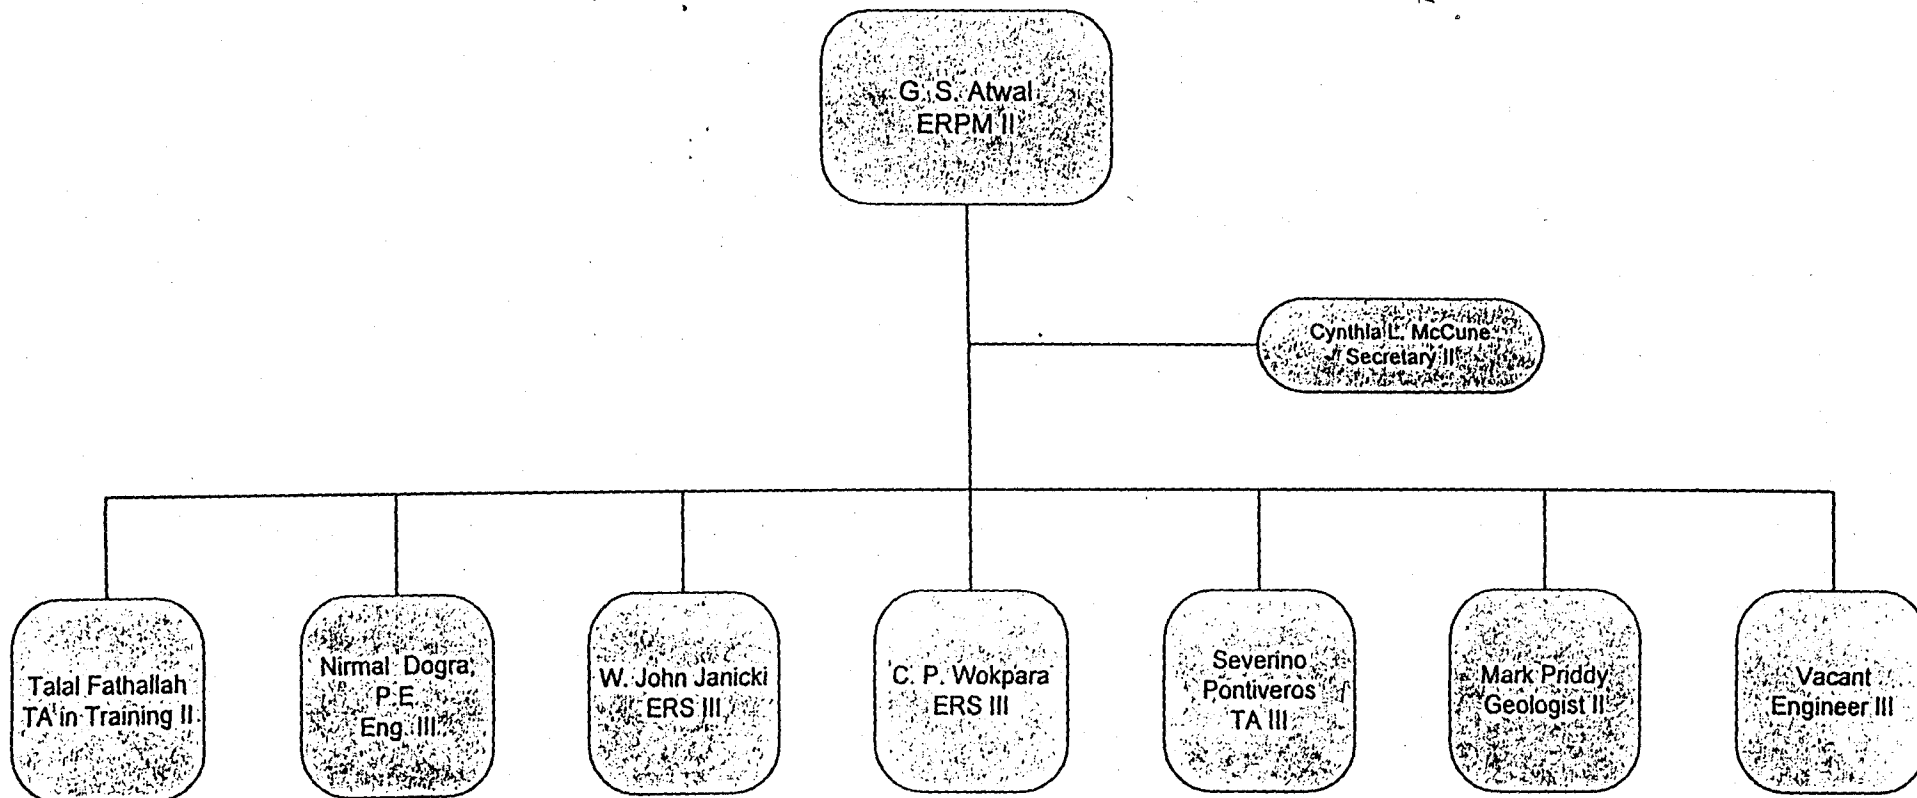 G. S. Atwal
ERPM II
Cynthia L. McCune
Secretary II
Talal Fathallah
TA in Training II
Nirmal Dogra,
P E
Eng. III
W. John Janicki
ERS III
C. P. Wokpara
ERS III
Severino
Pontiveros
TA III
Mark Priddy
Geologist II
Vacant
Engineer III